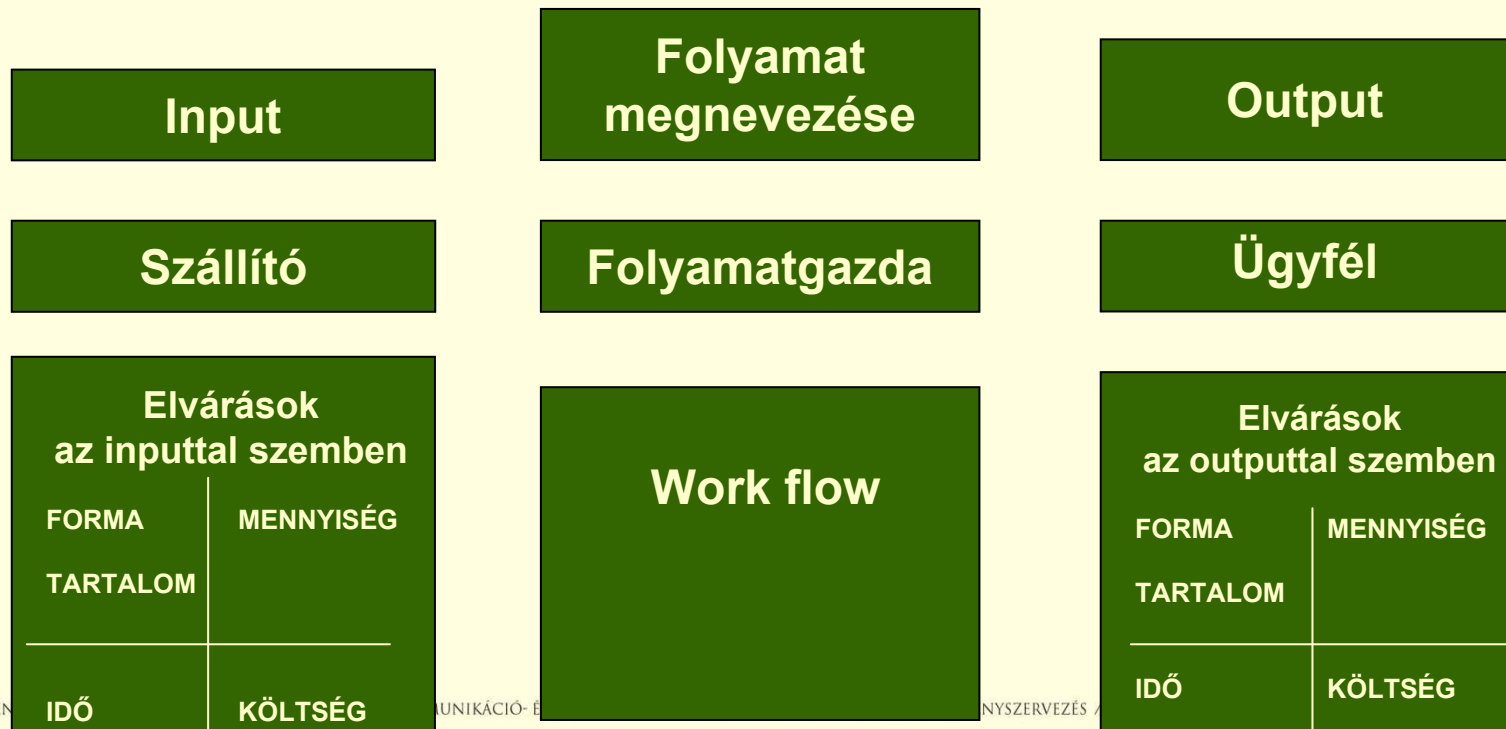 Input
Folyamat
megnevezése
Output
Szállító
Folyamatgazda
Ügyfél
Elvárások
az inputtal szemben
FORMA MENNYISÉG
TARTALOM
IDŐ KÖLTSÉG
Work flow
Elvárások
az outputtal szemben
FORMA MENNYISÉG
TARTALOM
IDŐ KÖLTSÉG